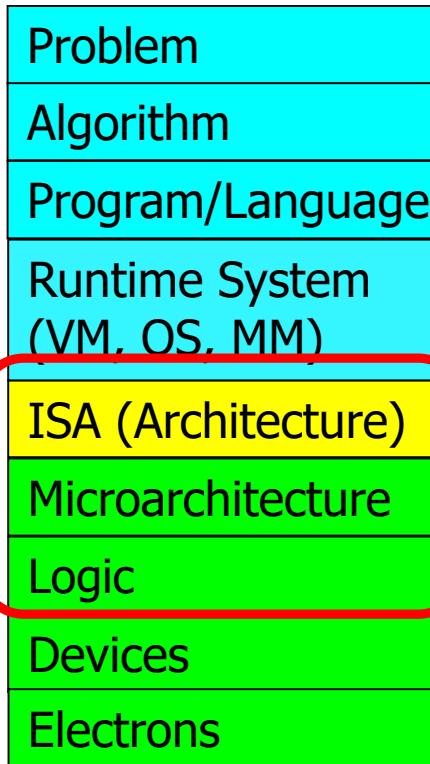 Problem
Algorithm
Program/Language
Runtime System
(VM, OS, MM)
ISA (Architecture)
Microarchitecture
Logic
Devices
Electrons